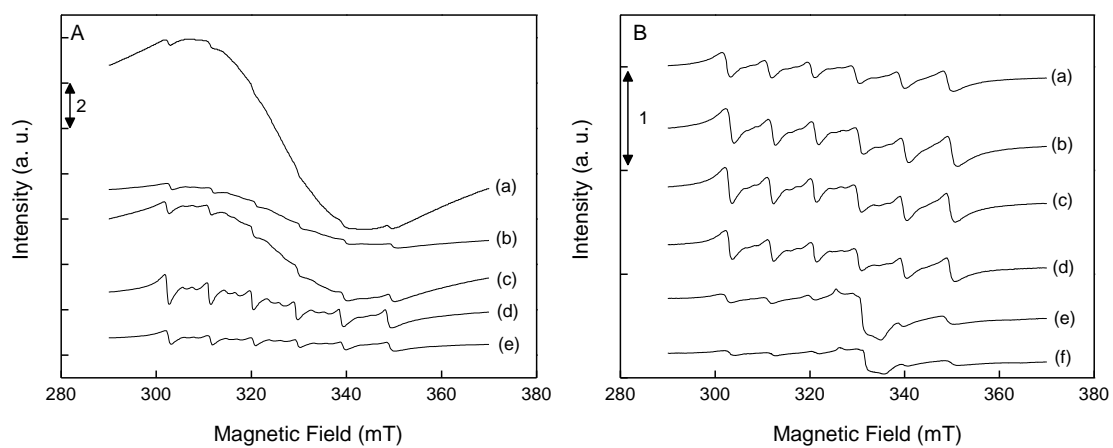 A
2
(a)
(b)
(c)
(d)
(e)
280 300 320 340 360 380
Magnetic Field (mT)
Intensity (a. u.)
B
1
(a)
(b)
(c)
(d)
(e)
(f)
280 300 320 340 360 380
Magnetic Field (mT)
Intensity (a. u.)